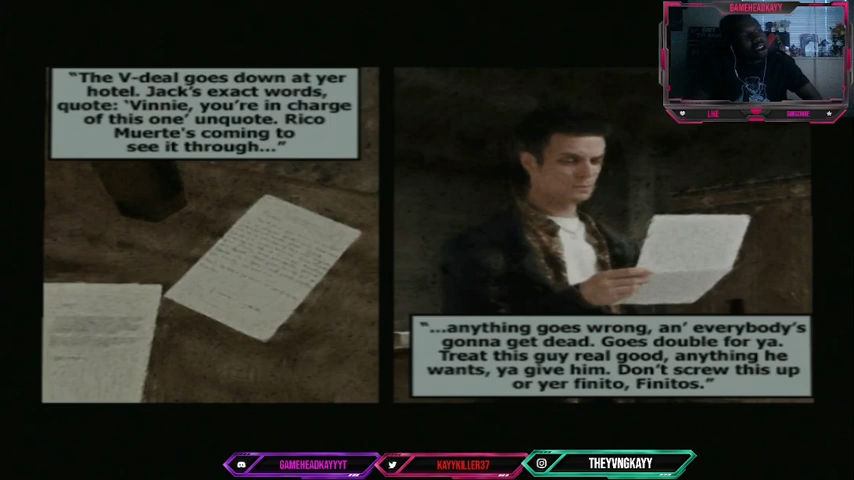 GAMEHEADKAYY
"The V-deal goes down at yer
hotel. Jack's exact words,
quote: 'Vinnie, you're in charge
of this one' unquote. Rico
Muerte's coming to
see it through..."
LIKE
SUBSCRIBE
"...anything goes wrong, an' everybody's
gonna get dead. Goes double for ya.
Treat this guy real good, anything he
wants, ya give him. Don't screw this up
or yer finito, Finitos."
GAMEHEADKAYYT
KAYYKILLER37
THEYVNGKAYY